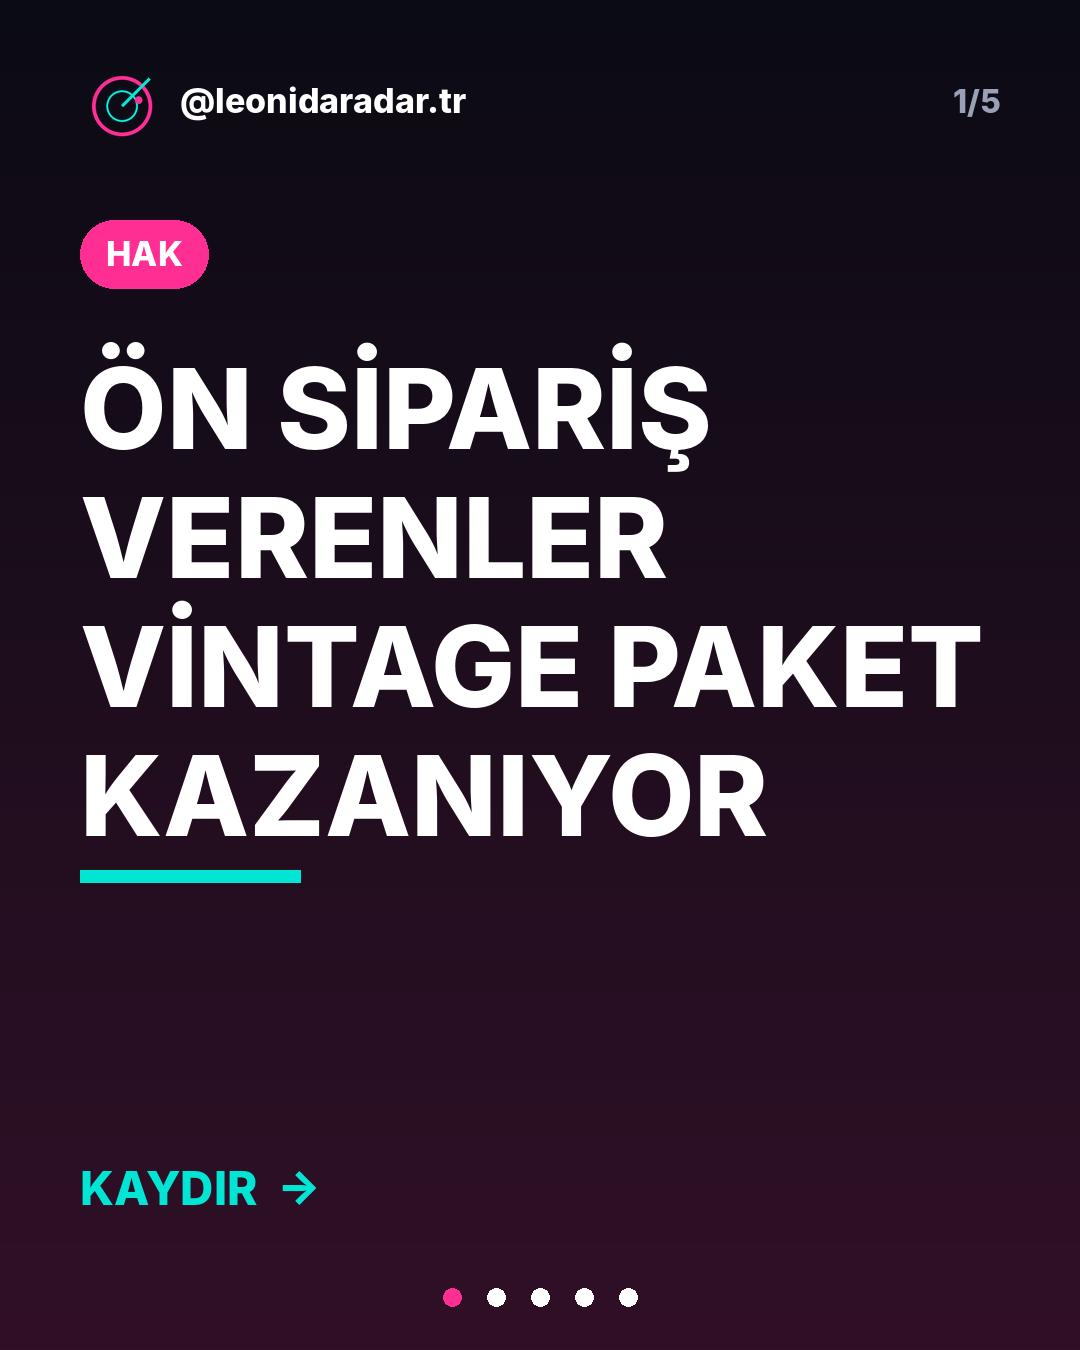 @leonidaradar.tr
1/5
HAK
ÖN SİPARİŞ
VERENLER
VİNTAGE PAKET
KAZANIYOR
KAYDIR →